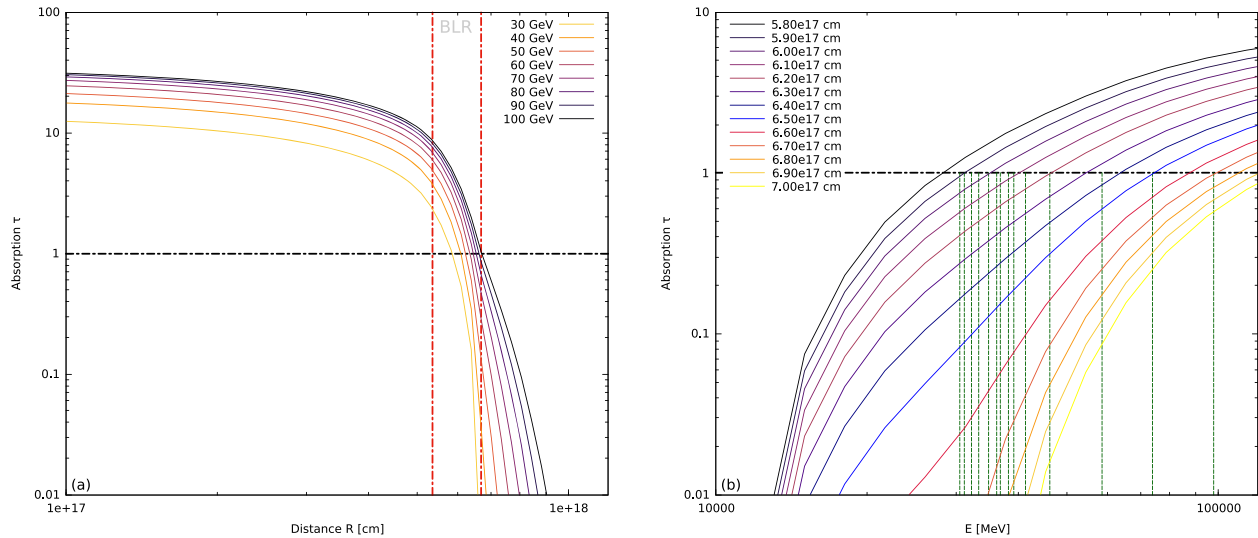 100
10
1
0.1
0.01
Absorption τ
BLR
30 GeV
40 GeV
50 GeV
60 GeV
70 GeV
80 GeV
90 GeV
100 GeV
(a)
1e+17
1e+18
Distance R [cm]
10
1
0.1
0.01
Absorption τ
5.80e17 cm
5.90e17 cm
6.00e17 cm
6.10e17 cm
6.20e17 cm
6.30e17 cm
6.40e17 cm
6.50e17 cm
6.60e17 cm
6.70e17 cm
6.80e17 cm
6.90e17 cm
7.00e17 cm
(b)
10000
100000
E [MeV]